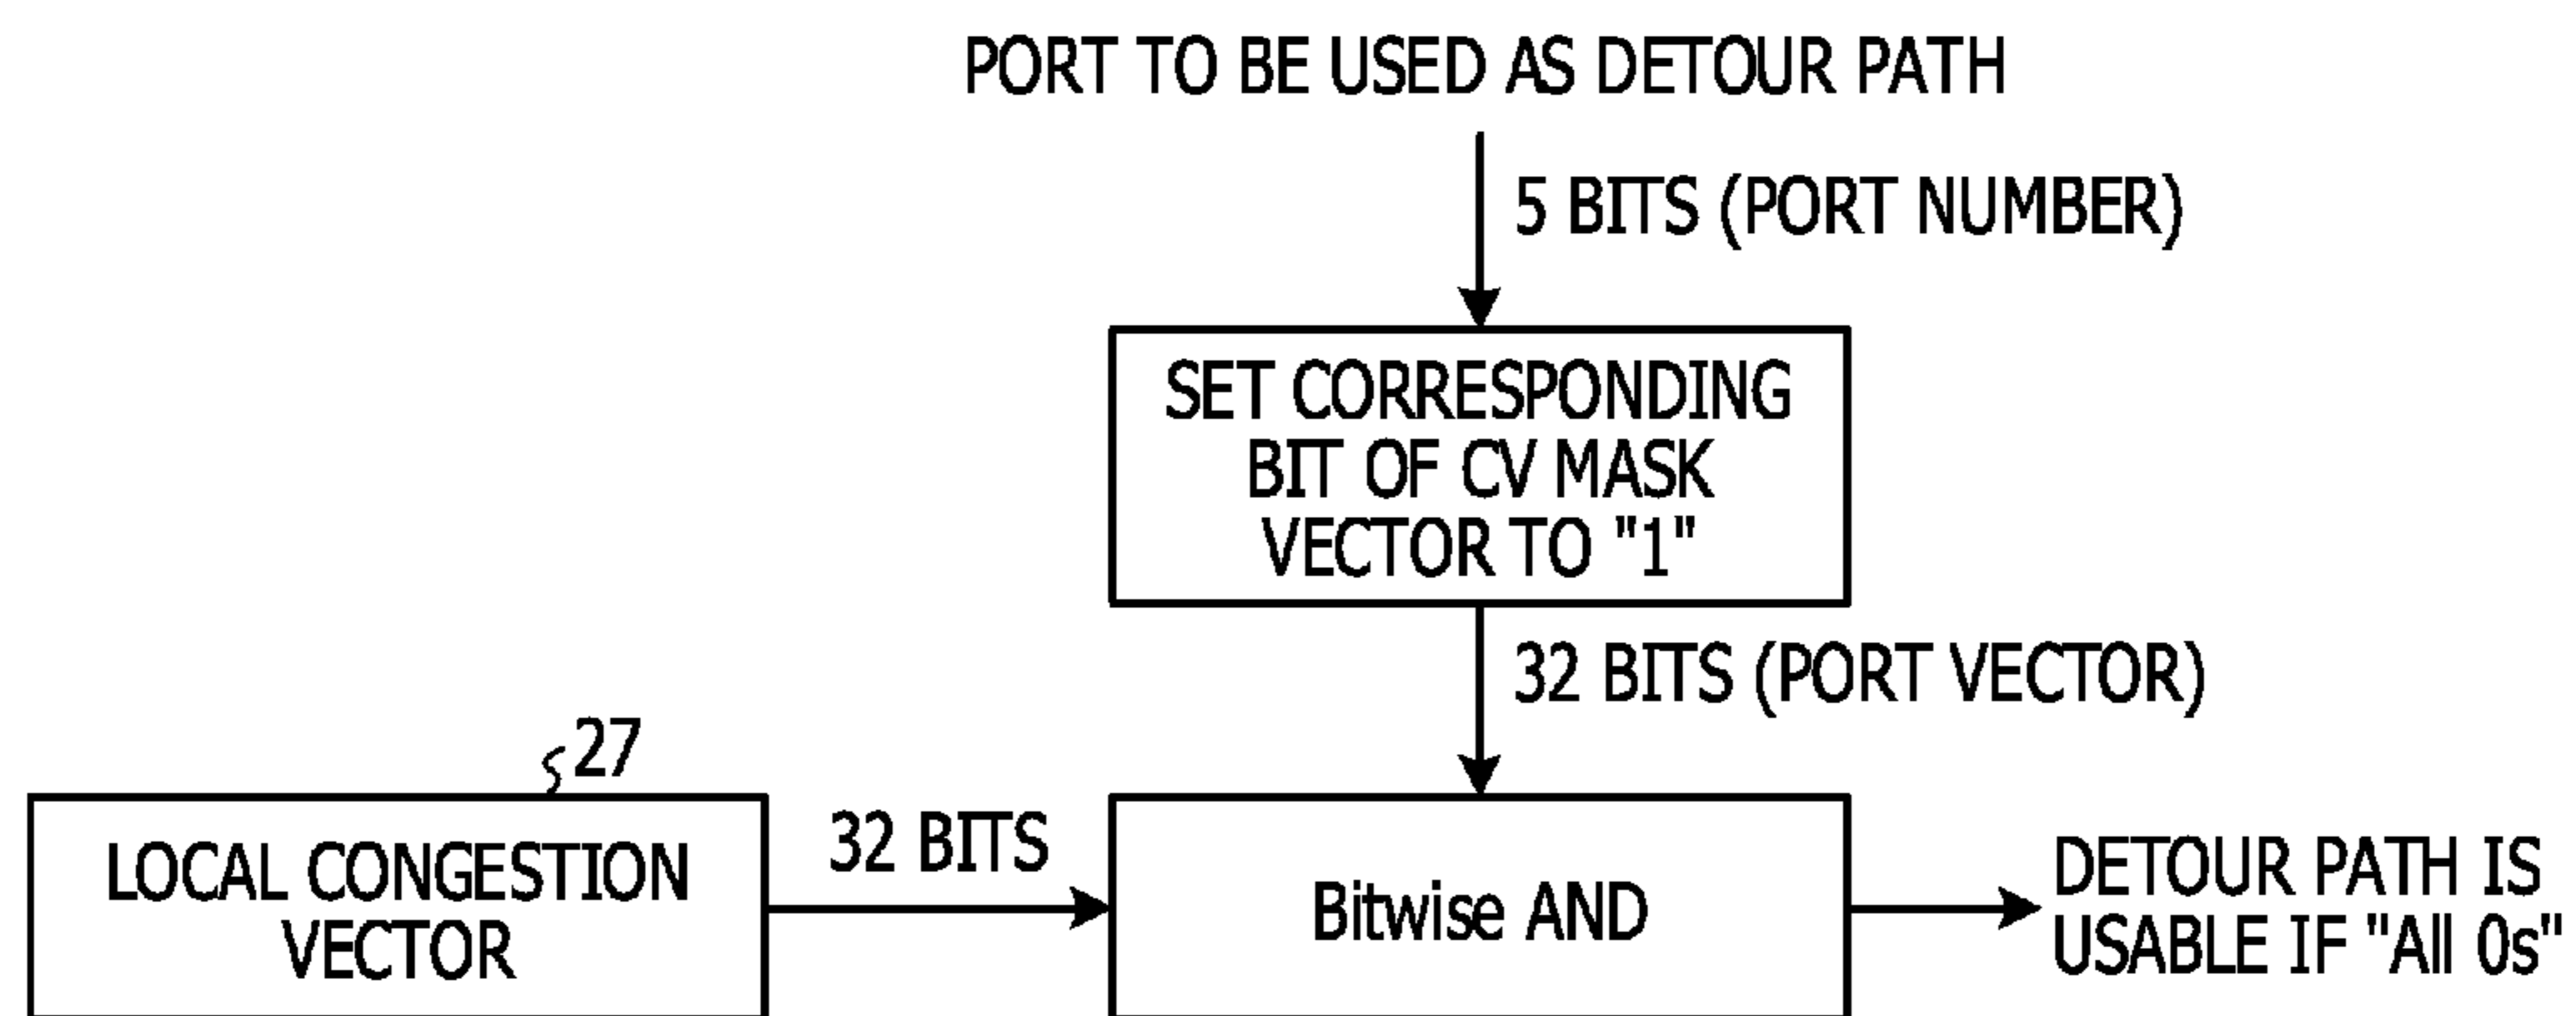 PORT TO BE USED AS DETOUR PATH
5 BITS (PORT NUMBER)
SET CORRESPONDING
BIT OF CV MASK
VECTOR TO "1"
32 BITS (PORT VECTOR)
27
LOCAL CONGESTION
VECTOR
32 BITS
Bitwise AND
DETOUR PATH IS
USABLE IF "All 0s"